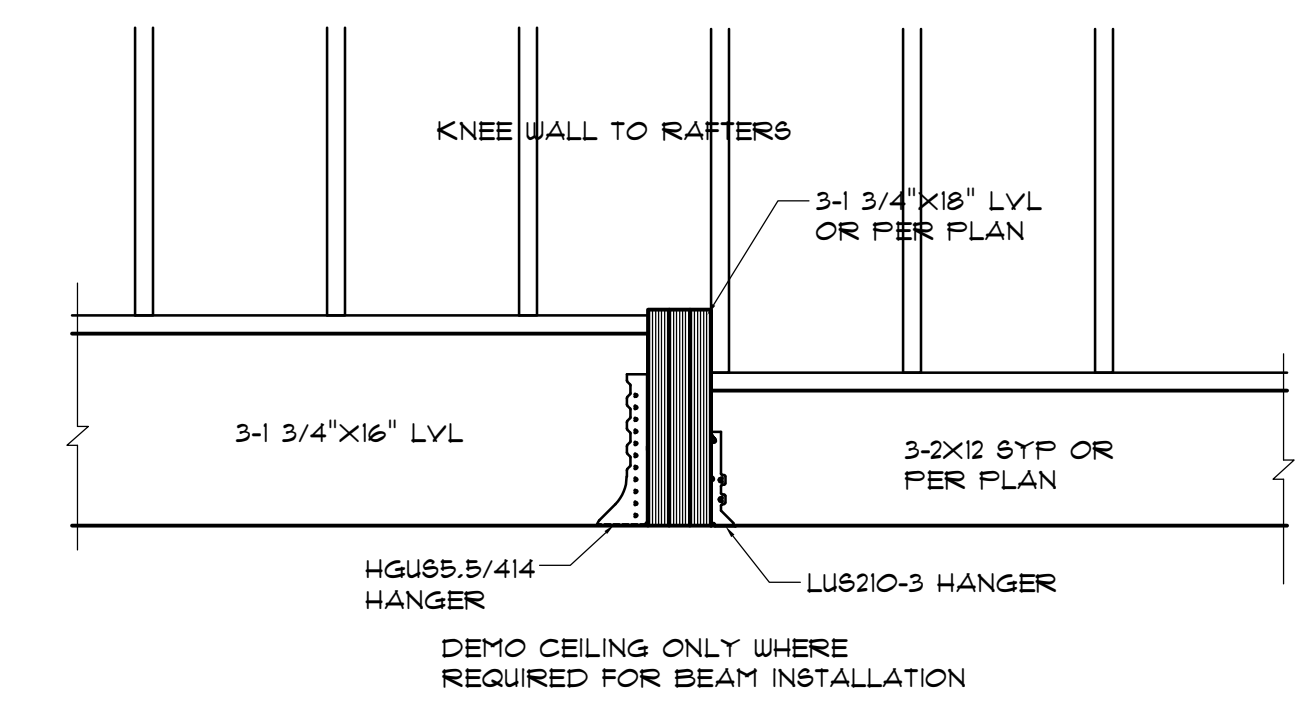 KNEE WALL TO RAFTERS
3-1 3/4"X18" LVL
OR PER PLAN
3-1 3/4"X16" LVL
3-2X12 SYP OR
PER PLAN
HGUS5.5/414
HANGER
LUS210-3 HANGER
DEMO CEILING ONLY WHERE
REQUIRED FOR BEAM INSTALLATION